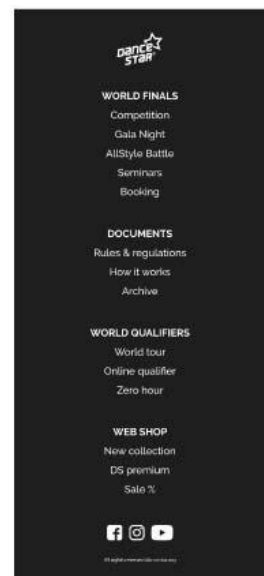 DANCE
STAR
WORLD FINALS
Competition
Gala Night
AllStyle Battle
Seminars
Booking
DOCUMENTS
Rules & regulations
How it works
Archive
WORLD QUALIFIERS
World tour
Online qualifier
Zero hour
WEB SHOP
New collection
DS premium
Sale %